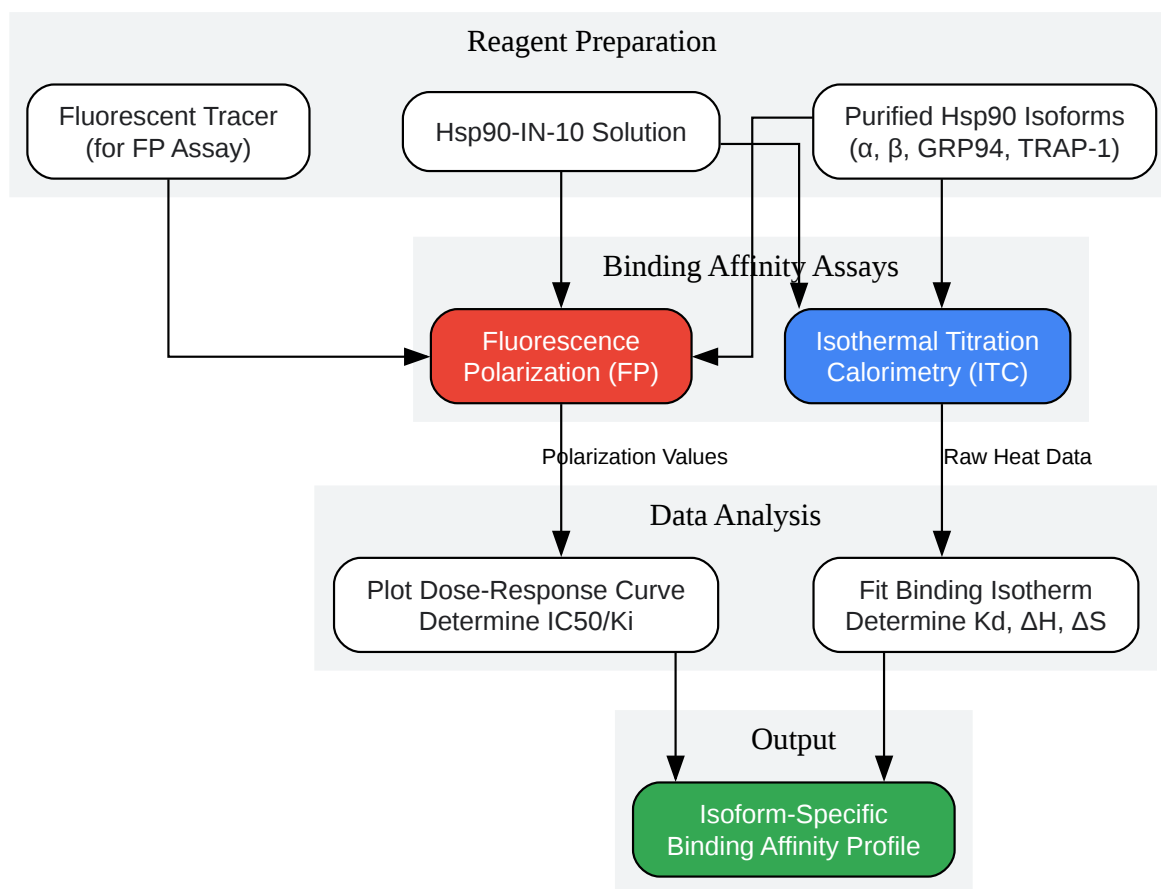 Reagent Preparation
Fluorescent Tracer
(for FP Assay)
Hsp90-IN-10 Solution
Purified Hsp90 Isoforms
(α, β, GRP94, TRAP-1)
Binding Affinity Assays
Fluorescence
Polarization (FP)
Isothermal Titration
Calorimetry (ITC)
Polarization Values
Raw Heat Data
Data Analysis
Plot Dose-Response Curve
Determine IC50/Ki
Fit Binding Isotherm
Determine Kd, ΔH, ΔS
Output
Isoform-Specific
Binding Affinity Profile